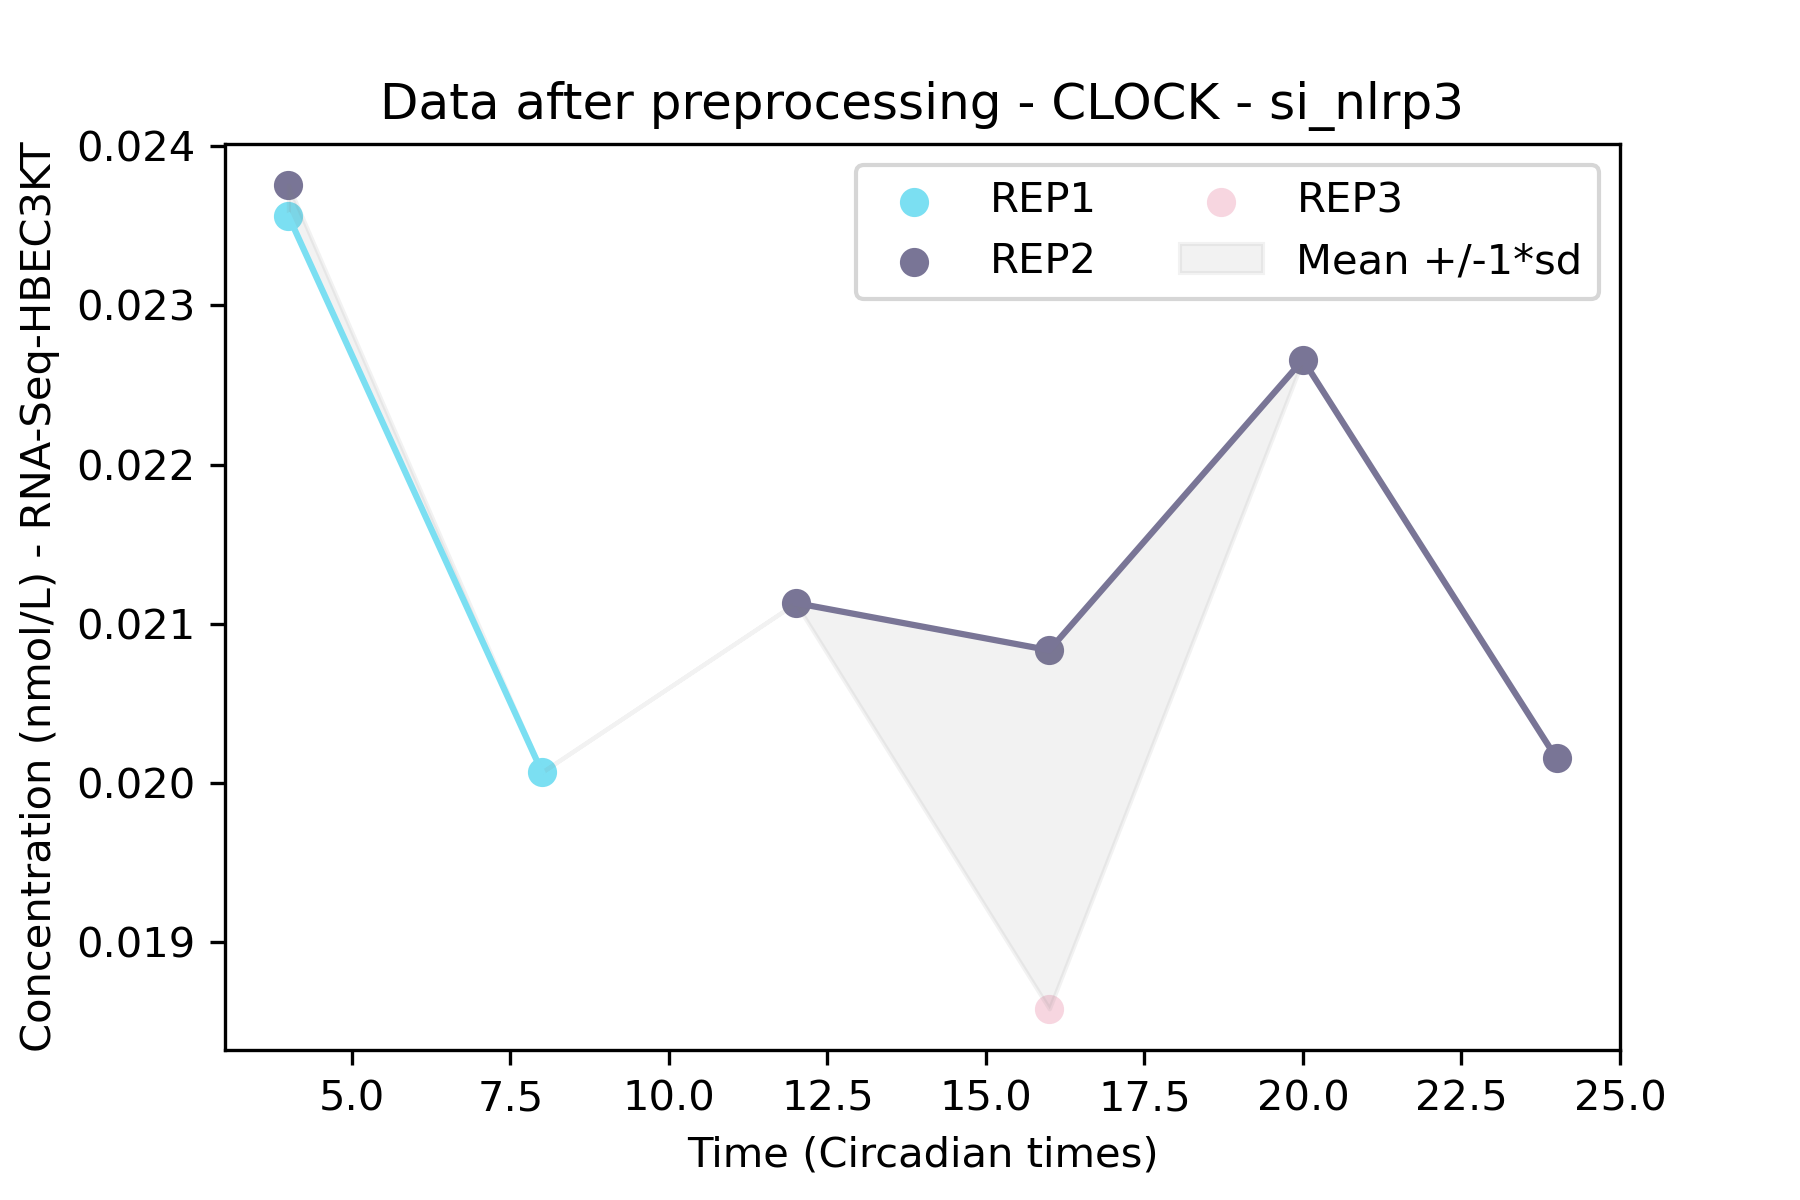 Data after preprocessing - CLOCK - si_nlrp3
Concentration (nmol/L) - RNA-Seq-HBEC3KT
0.024
0.023
0.022
0.021
0.020
0.019
REP1
REP2
REP3
Mean +/-1*sd
5.0 7.5 10.0 12.5 15.0 17.5 20.0 22.5 25.0
Time (Circadian times)